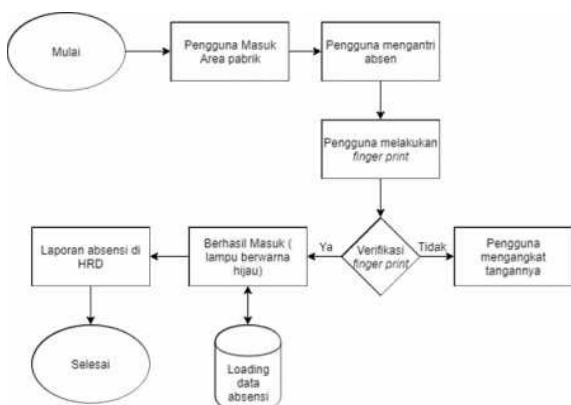 Mulai
Pengguna Masuk
Area pabrik
Pengguna mengantri
absen
Pengguna melakukan
finger print
Verifikasi
finger print
Ya
Tidak
Pengguna
mengangkat
tangannya
Berhasil Masuk (
lampu berwarna
hijau)
Laporan absensi di
HRD
Selesai
Loading
data
absensi